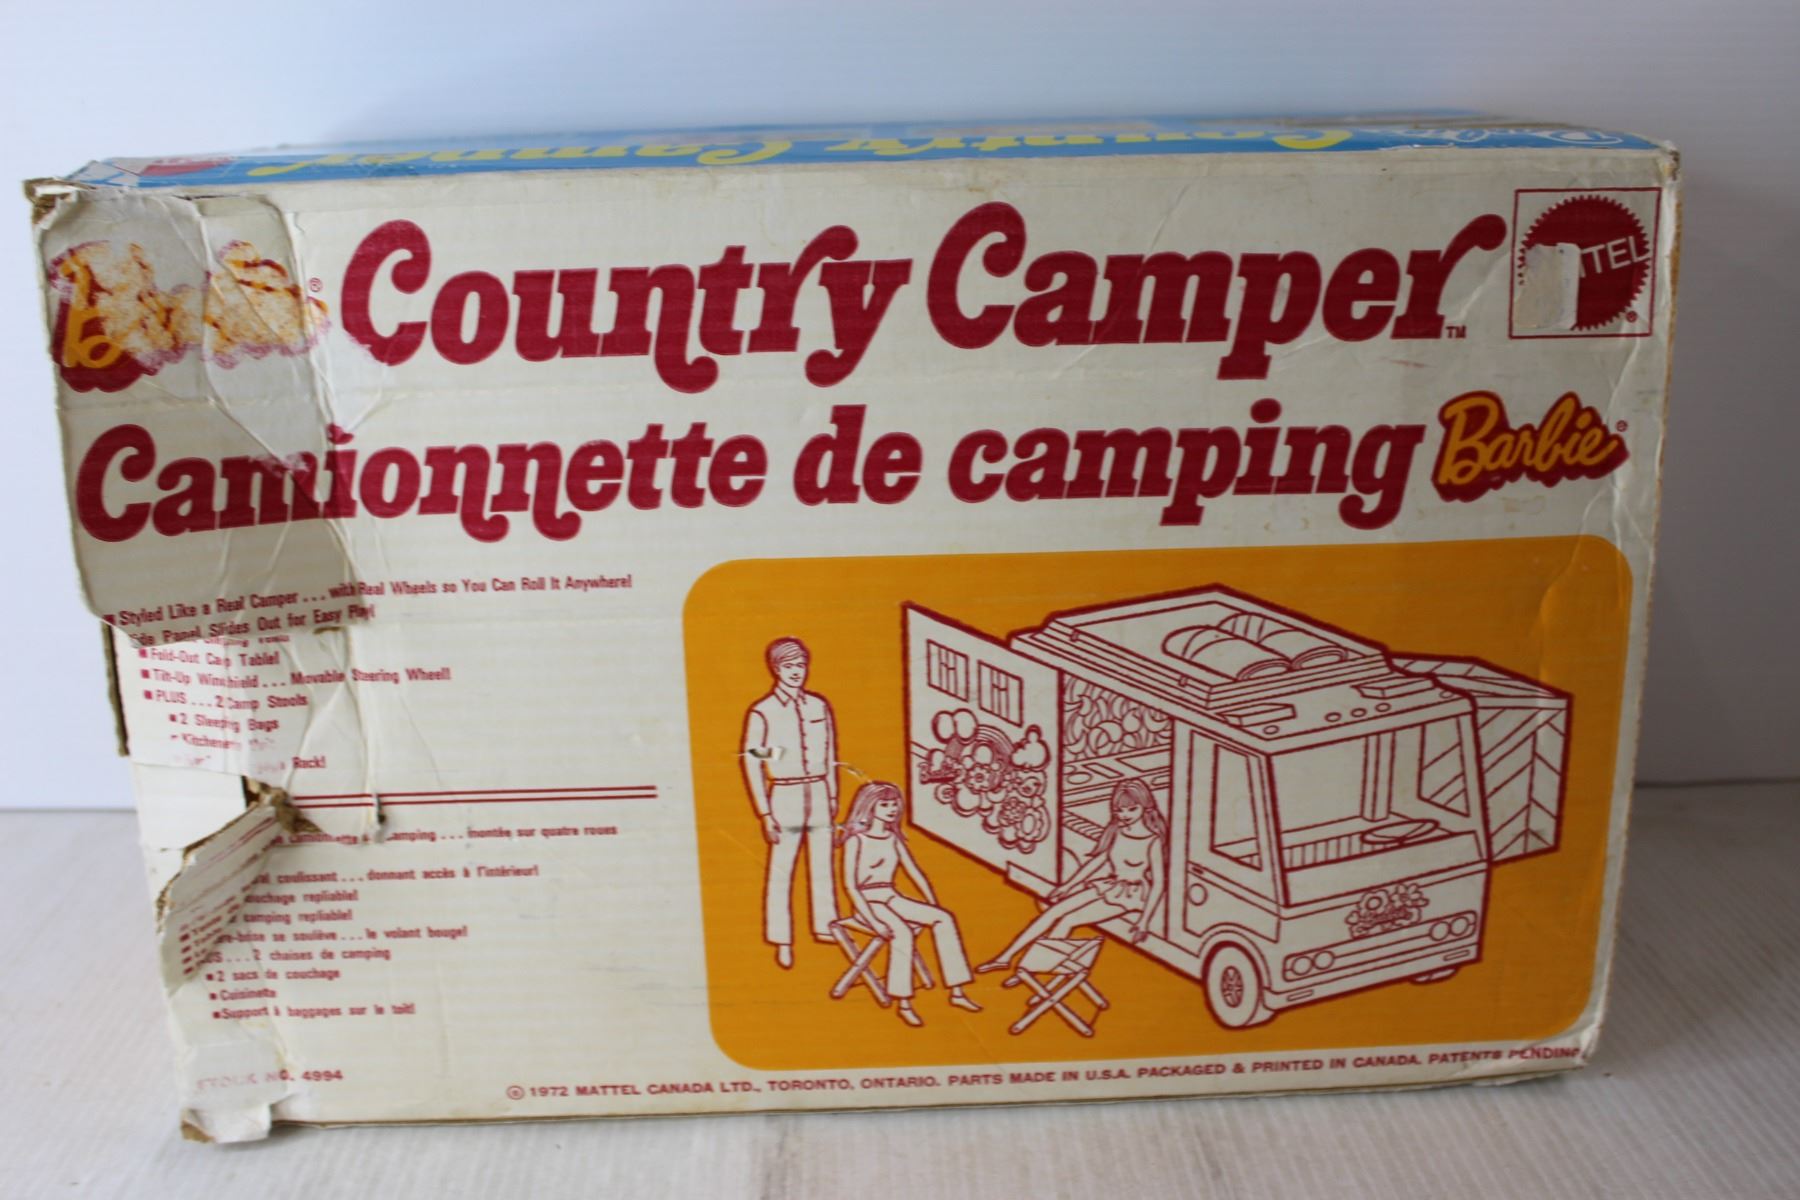 Country Camper™
MATTEL®
Camionnette de camping Barbie®
■ Styled Like a Real Camper ... with Real Wheels so You Can Roll It Anywhere!
Side Panel Slides Out for Easy Play!
■ Fold-Out Camp Table!
■ Tilt-Up Windshield ... Movable Steering Wheel!
■ PLUS ... 2 Camp Stools
■ 2 Sleeping Bags
Rack!
camping ... montée sur quatre roues
coulissant ... donnant accès à l'intérieur!
repliable!
camping repliable!
se soulève ... le volant bouge!
2 chaises de camping
■ 2 sacs de couchage
■ Cuisinette
■ Support à baggages sur le toit!
STOCK NO. 4994
© 1972 MATTEL CANADA LTD., TORONTO, ONTARIO. PARTS MADE IN U.S.A. PACKAGED & PRINTED IN CANADA. PATENTS PENDING